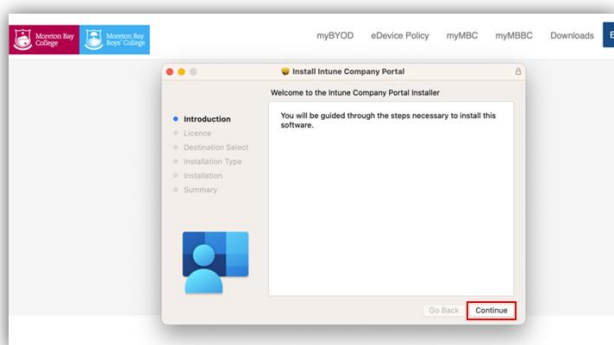 Moreton Bay
College
Moreton Bay
Boys' College
myBYOD eDevice Policy myMBC myMBBC Downloads
Install Intune Company Portal
Welcome to the Intune Company Portal Installer
Introduction
Licence
Destination Select
Installation Type
Installation
Summary
You will be guided through the steps necessary to install this
software.
Go Back Continue